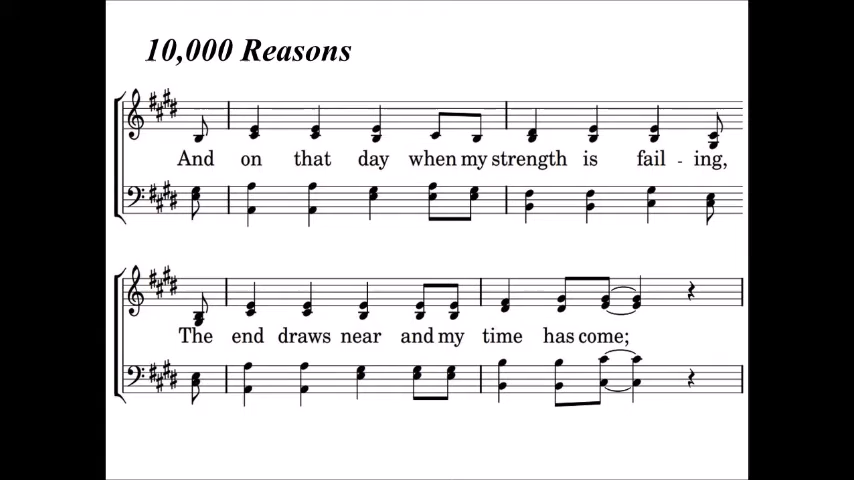 10,000 Reasons
And on that day when my strength is fail - ing,
The end draws near and my time has come;